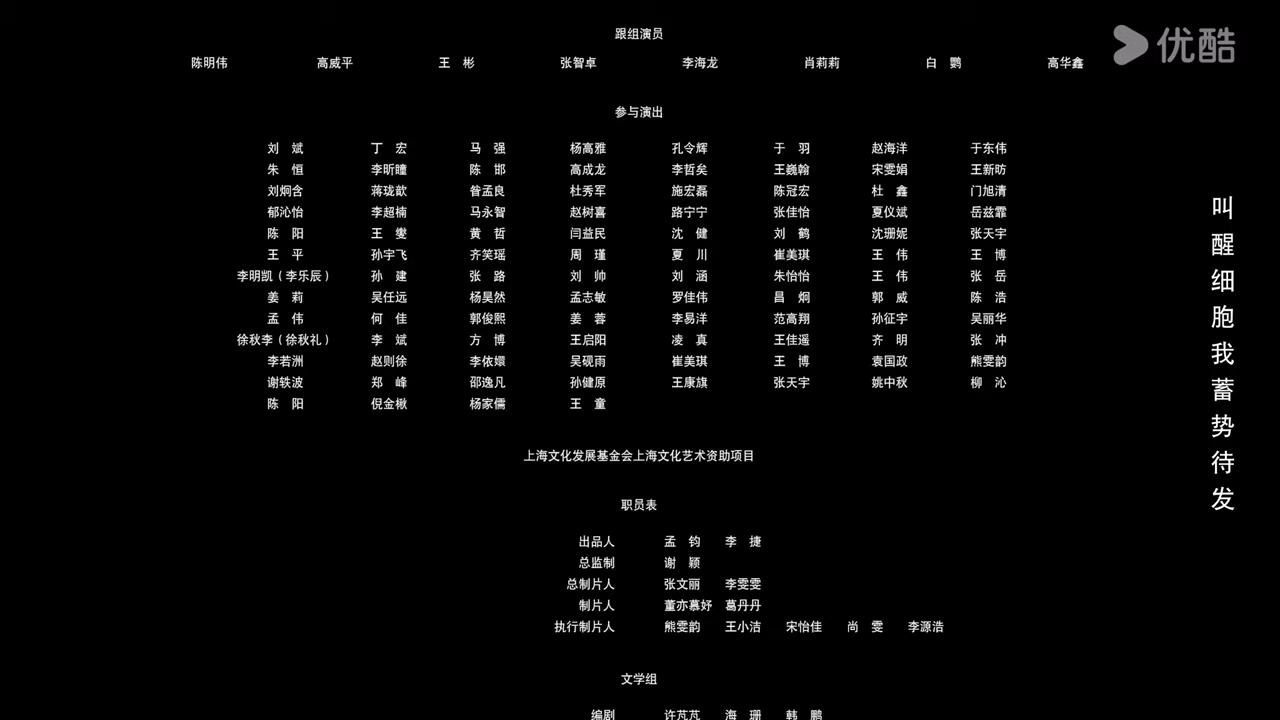 跟组演员
优酷
陈明伟 高威平 王 彬 张智卓 李海龙 肖莉莉 白 鹦 高华鑫
参与演出
刘 斌 丁 宏 马 强 杨高雅 孔令辉 于 羽 赵海洋 于东伟
朱 恒 李昕瞳 陈 邯 高成龙 李哲矣 王巍翰 宋雯娟 王新昉
刘炯含 蒋珑歆 昝孟良 杜秀军 施宏磊 陈冠宏 杜 鑫 门旭清
郁沁怡 李超楠 马永智 赵树喜 路宁宁 张佳怡 夏仪斌 岳兹霏
陈 阳 王 燮 黄 哲 闫益民 沈 健 刘 鹤 沈珊妮 张天宇
王 平 孙宇飞 齐笑瑶 周 瑾 夏 川 崔美琪 王 伟 王 博
李明凯（李乐辰） 孙 建 张 路 刘 帅 刘 涵 朱怡怡 王 伟 张 岳
姜 莉 吴任远 杨昊然 孟志敏 罗佳伟 昌 炯 郭 威 陈 浩
孟 伟 何 佳 郭俊熙 姜 蓉 李易洋 范高翔 孙征宇 吴丽华
徐秋李（徐秋礼） 李 斌 方 博 王启阳 凌 真 王佳遥 齐 明 张 冲
李若洲 赵则徐 李依嬛 吴砚雨 崔美琪 王 博 袁国政 熊雯韵
谢轶波 郑 峰 邵逸凡 孙健原 王康旗 张天宇 姚中秋 柳 沁
陈 阳 倪金楸 杨家儒 王 童
上海文化发展基金会上海文化艺术资助项目
职员表
出品人 孟 钧 李 捷
总监制 谢 颖
总制片人 张文丽 李雯雯
制片人 董亦慕妤 葛丹丹
执行制片人 熊雯韵 王小洁 宋怡佳 尚 雯 李源浩
文学组
编剧 许芃芃 海 珊 韩 鹏
叫醒细胞我蓄势待发